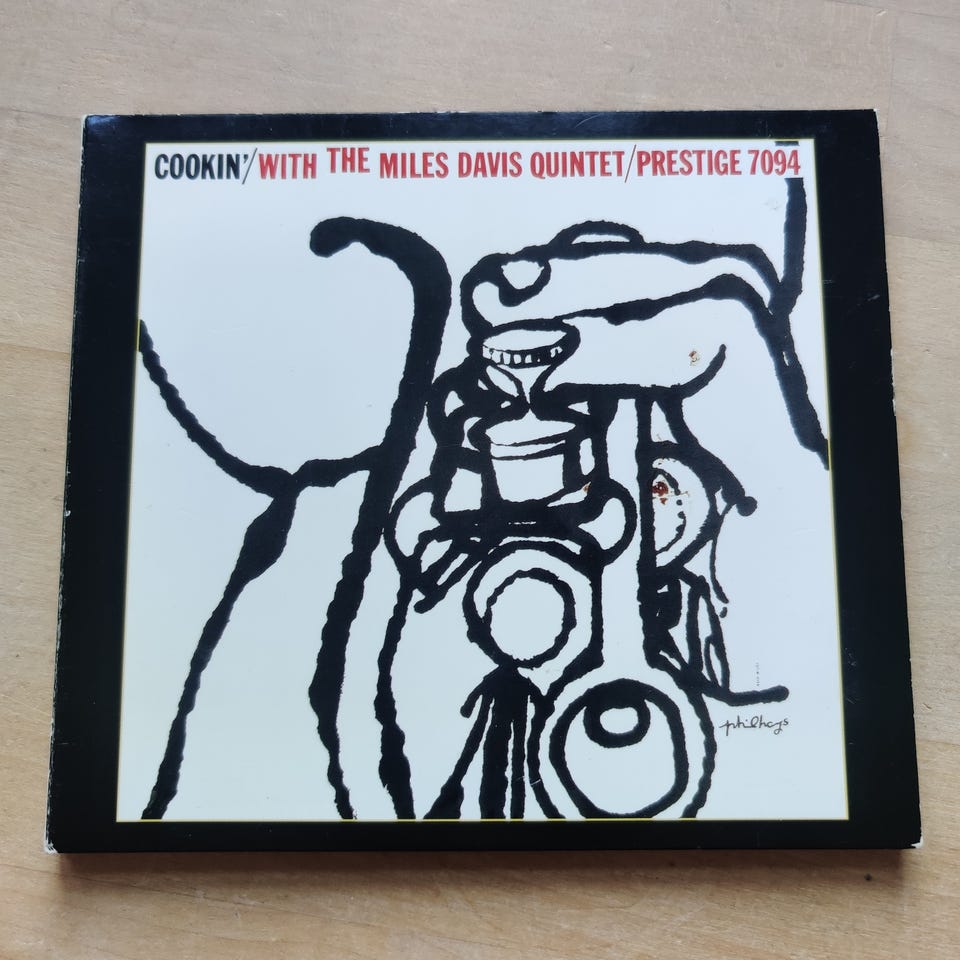 COOKIN'/WITH THE MILES DAVIS QUINTET/PRESTIGE 7094
philhays